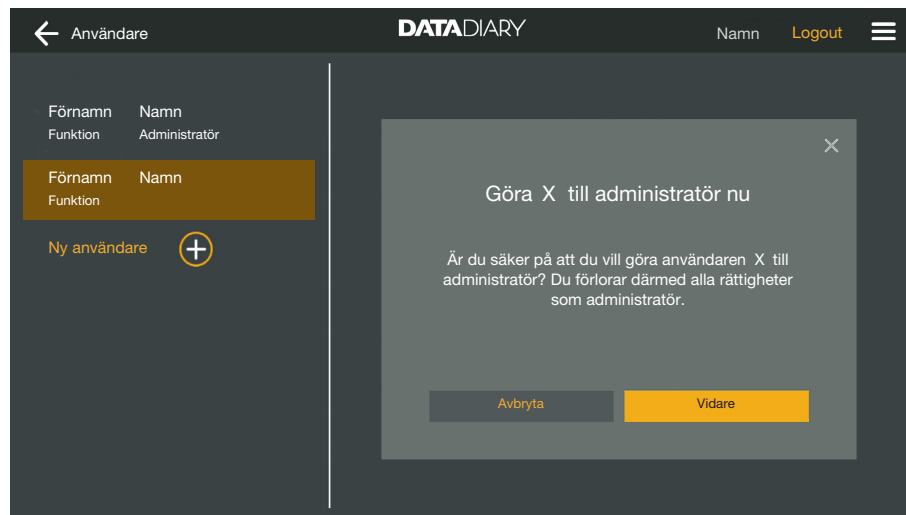 Användare
DATADIARY
Namn Logout
Förnamn Namn
Funktion Administratör
Förnamn Namn
Funktion
Ny användare
Göra X till administratör nu
Är du säker på att du vill göra användaren X till
administratör? Du förlorar därmed alla rättigheter
som administratör.
Avbryta
Vidare